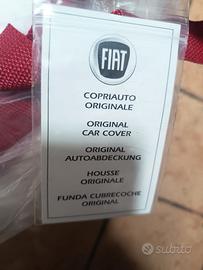 FIAT
COPRIAUTO
ORIGINALE
ORIGINAL
CAR COVER
ORIGINAL
AUTOABDECKUNG
HOUSSE
ORIGINALE
FUNDA CUBRECOCHE
ORIGINAL
subito